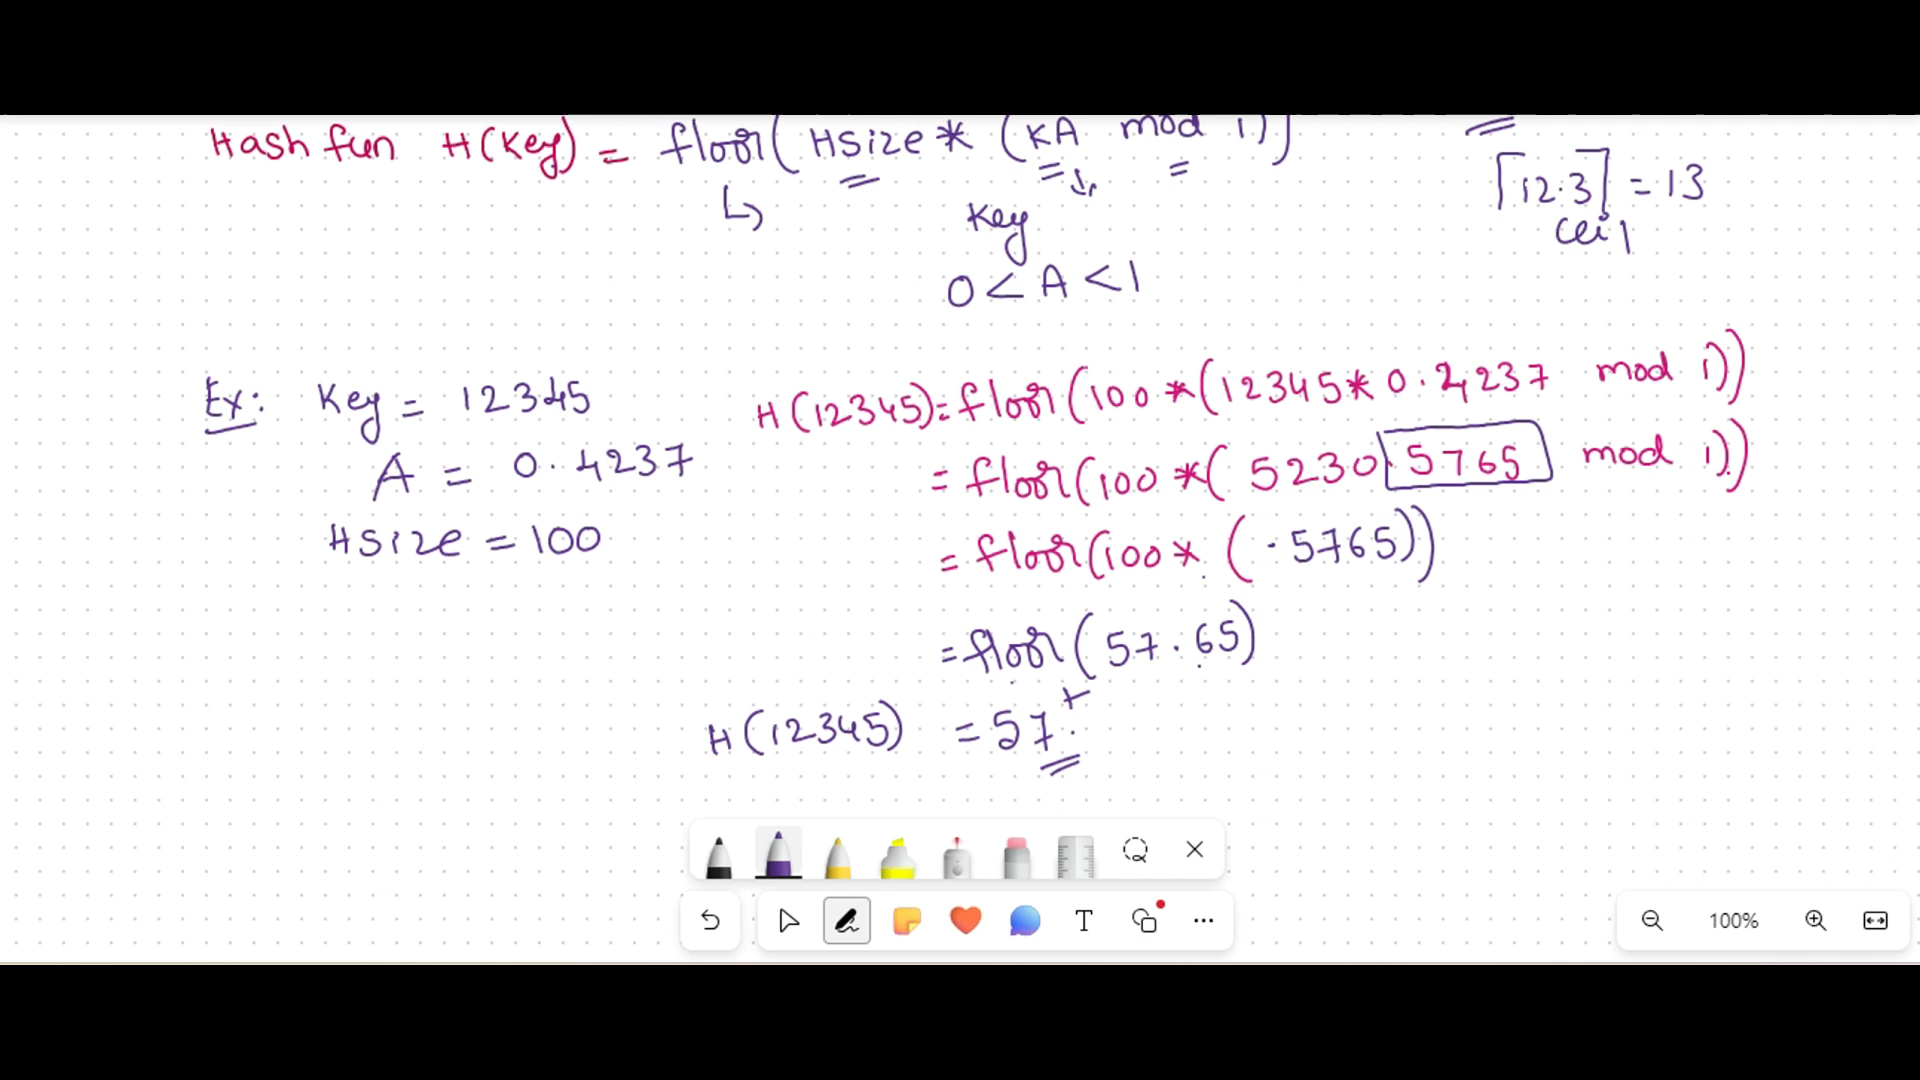 Hash fun H(Key) = floor( HSize * (KA mod 1))
Key
0 < A < 1
⌈12.3⌉ = 13
ceil
Ex: Key = 12345
A = 0.4237
HSize = 100
H(12345) = floor(100 * (12345 * 0.4237 mod 1))
= floor(100 * ( 5230.5765 mod 1))
= floor(100 * ( .5765))
= floor( 57.65)
H(12345) = 57.
T
100%